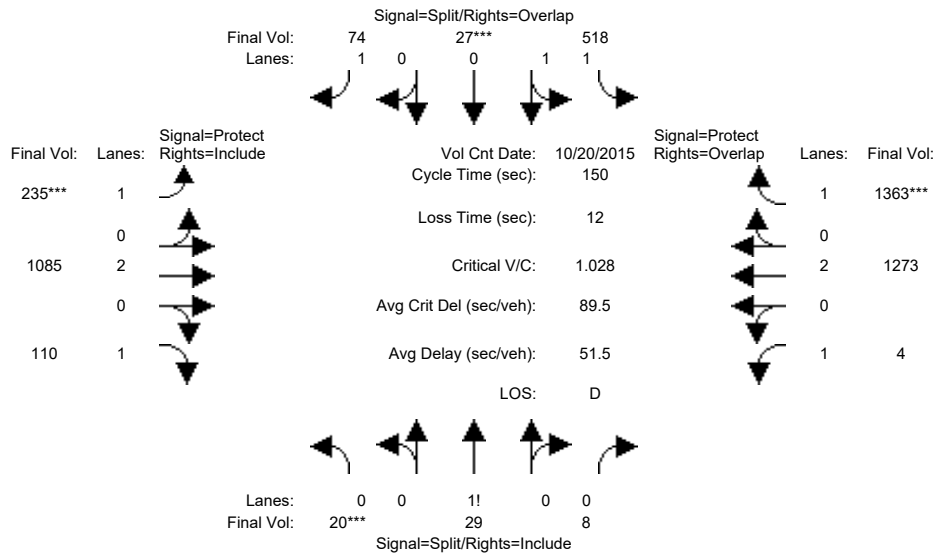 Signal=Split/Rights=Overlap
Final Vol: 74 27*** 518
Lanes: 1 0 0 1 1
Signal=Protect Signal=Protect
Final Vol: Lanes: Rights=Include Vol Cnt Date: 10/20/2015 Rights=Overlap Lanes: Final Vol:
Cycle Time (sec): 150
235*** 1 1 1363***
Loss Time (sec): 12
0 0
1085 2 Critical V/C: 1.028 2 1273
0 Avg Crit Del (sec/veh): 89.5 0
110 1 Avg Delay (sec/veh): 51.5 1 4
LOS: D
Lanes: 0 0 1! 0 0
Final Vol: 20*** 29 8
Signal=Split/Rights=Include